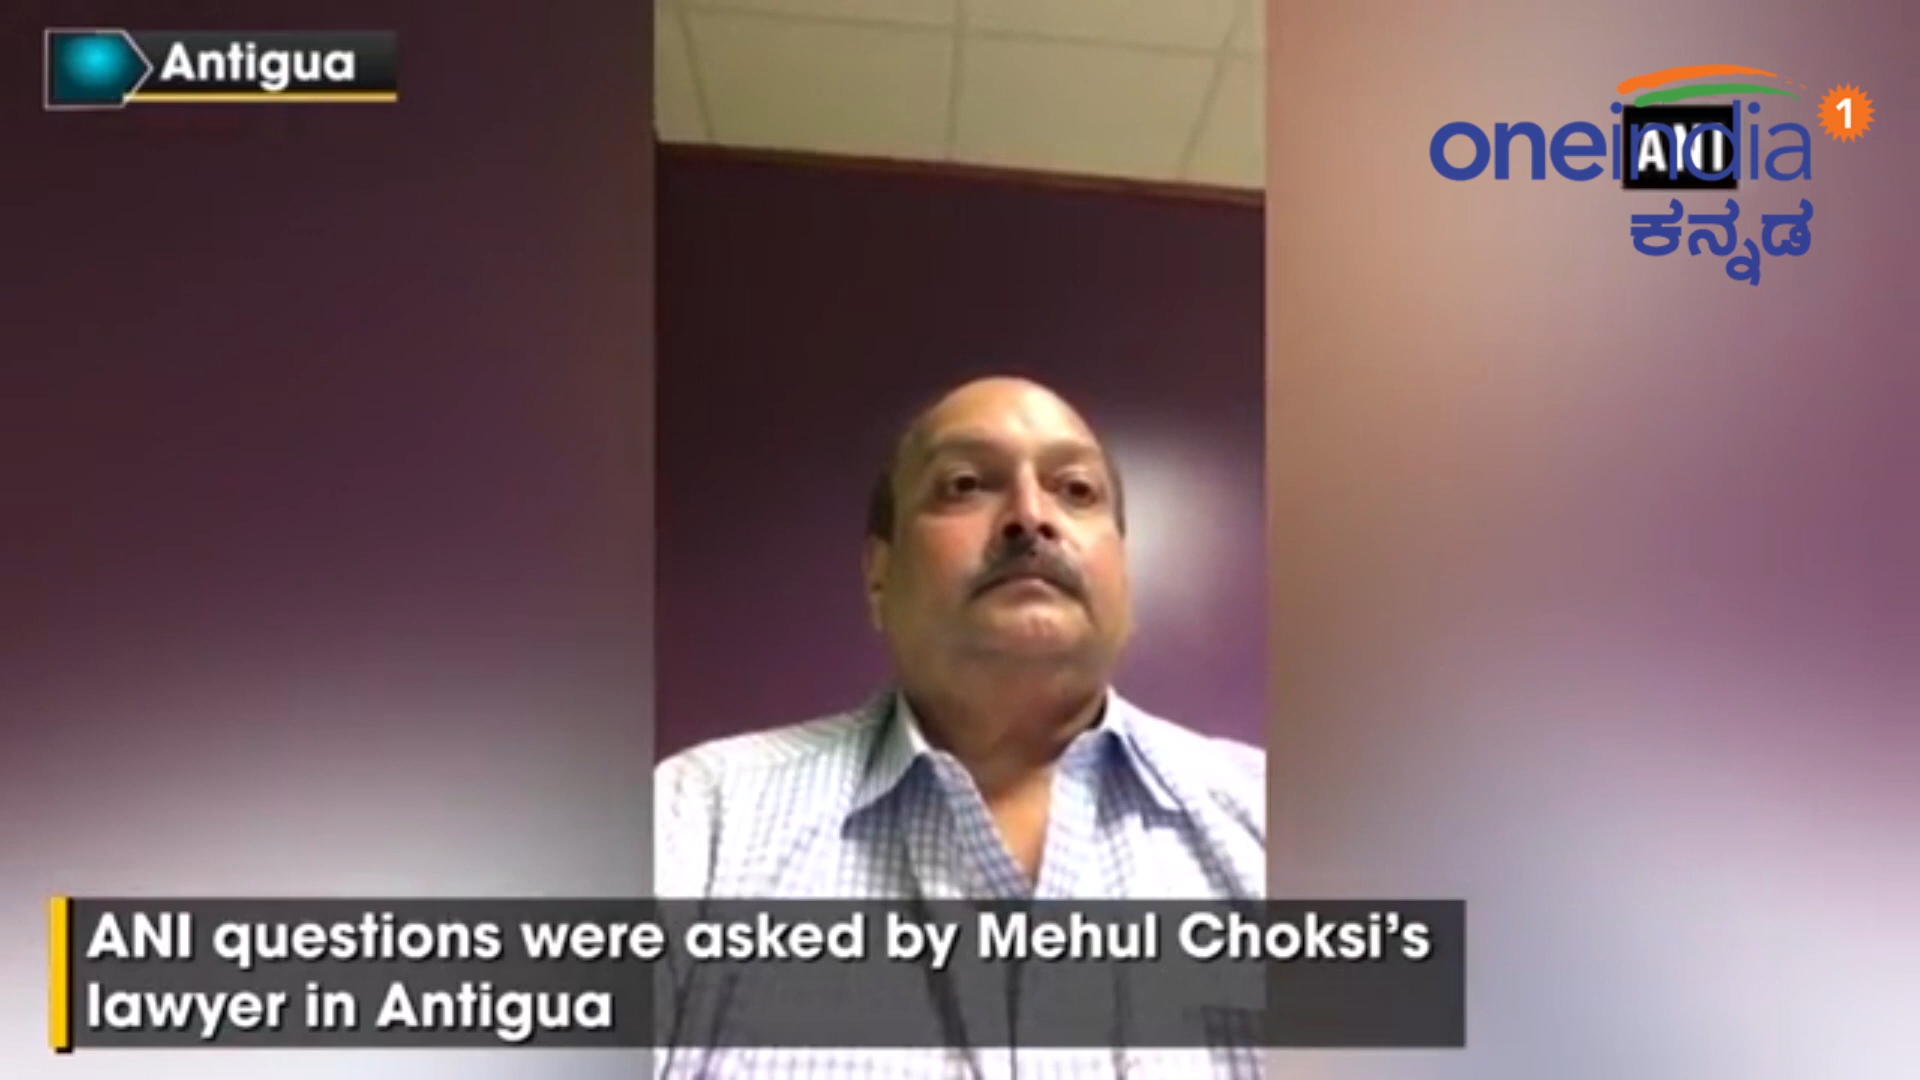 Antigua
oneindia 1
ANI
ಕನ್ನಡ
ANI questions were asked by Mehul Choksi’s
lawyer in Antigua